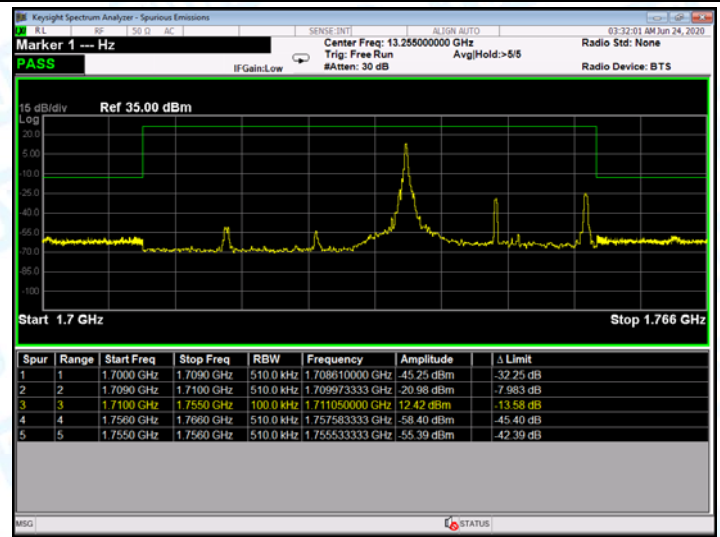 Keysight Spectrum Analyzer - Spurious Emissions
RL RF 50 Ω AC SENSE:INT ALIGN AUTO 03:32:01 AM Jun 24, 2020
Marker 1 --- Hz Center Freq: 13.255000000 GHz Radio Std: None
Trig: Free Run Avg|Hold:>5/5
PASS IFGain:Low #Atten: 30 dB Radio Device: BTS
15 dB/div Ref 35.00 dBm
Log
20.0
5.00
-10.0
-25.0
-40.0
-55.0
-70.0
-85.0
-100
Start 1.7 GHz Stop 1.766 GHz
Spur Range Start Freq Stop Freq RBW Frequency Amplitude Δ Limit
1 1 1.7000 GHz 1.7090 GHz 510.0 kHz 1.708610000 GHz -45.25 dBm -32.25 dB
2 2 1.7090 GHz 1.7100 GHz 510.0 kHz 1.709973333 GHz -20.98 dBm -7.983 dB
3 3 1.7100 GHz 1.7550 GHz 100.0 kHz 1.711050000 GHz 12.42 dBm -13.58 dB
4 4 1.7560 GHz 1.7660 GHz 510.0 kHz 1.757583333 GHz -58.40 dBm -45.40 dB
5 5 1.7550 GHz 1.7560 GHz 510.0 kHz 1.755533333 GHz -55.39 dBm -42.39 dB
MSG STATUS